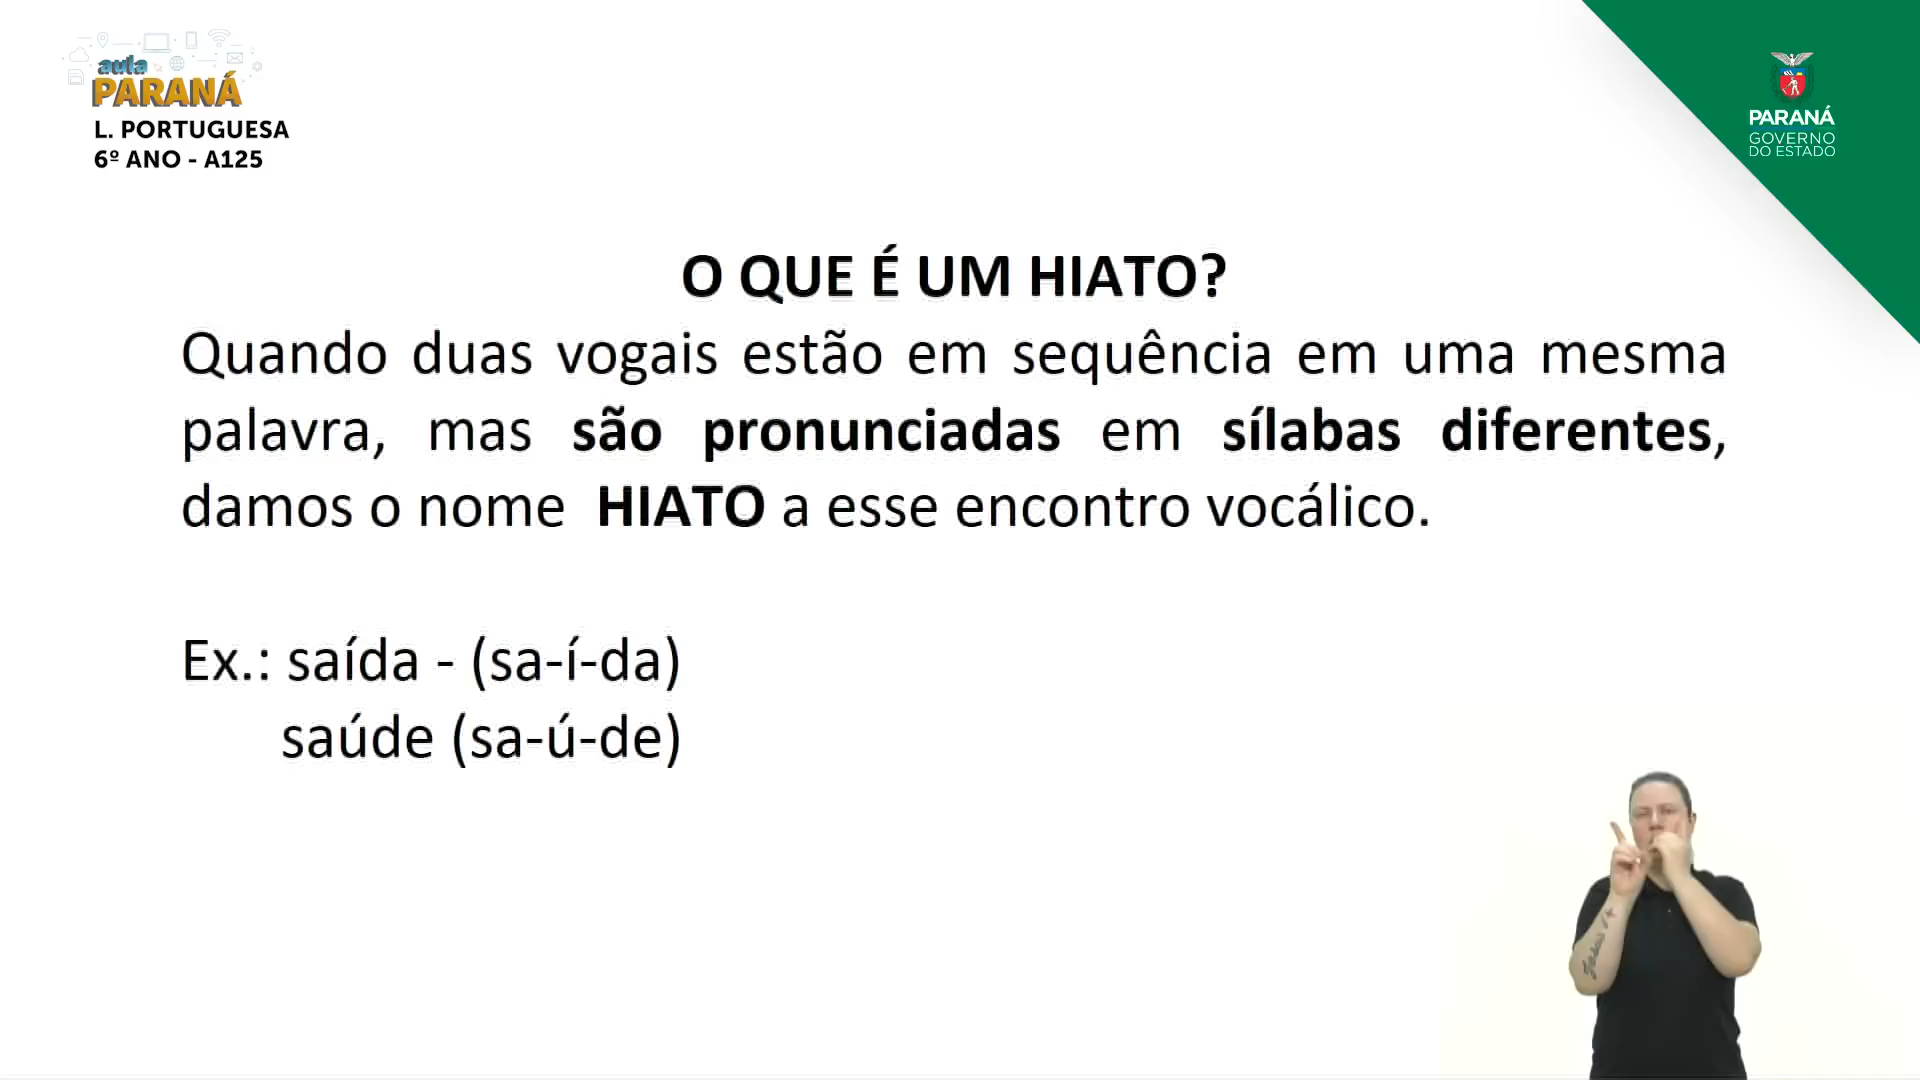 aula
PARANÁ
L. PORTUGUESA
6º ANO - A125
PARANÁ
GOVERNO
DO ESTADO
O QUE É UM HIATO?
Quando duas vogais estão em sequência em uma mesma
palavra, mas são pronunciadas em sílabas diferentes,
damos o nome HIATO a esse encontro vocálico.
Ex.: saída - (sa-í-da)
saúde (sa-ú-de)